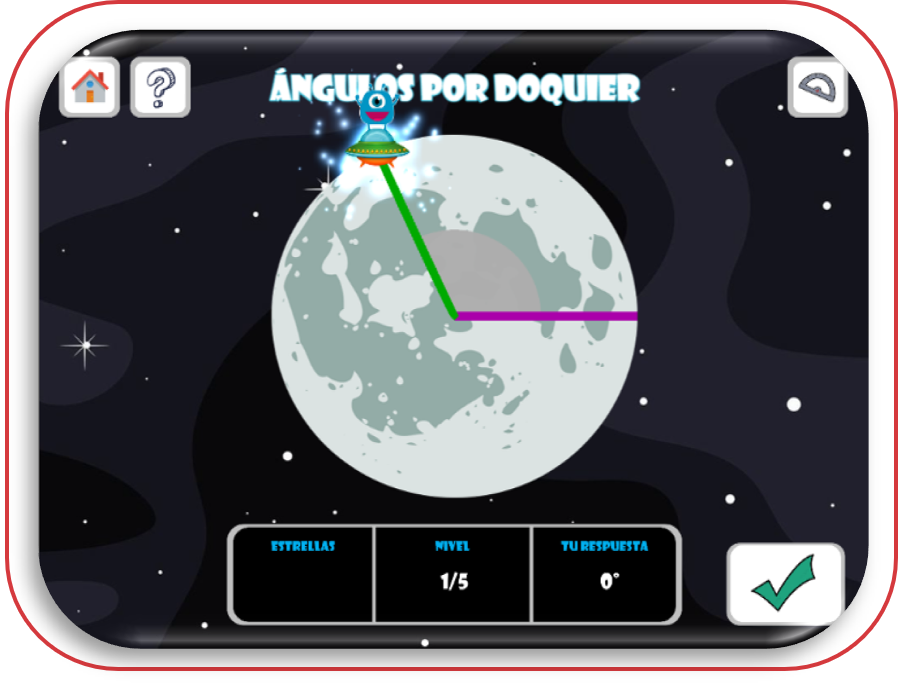 ÁNGULOS POR DOQUIER
ESTRELLAS
NIVEL
1/5
TU RESPUESTA
0°